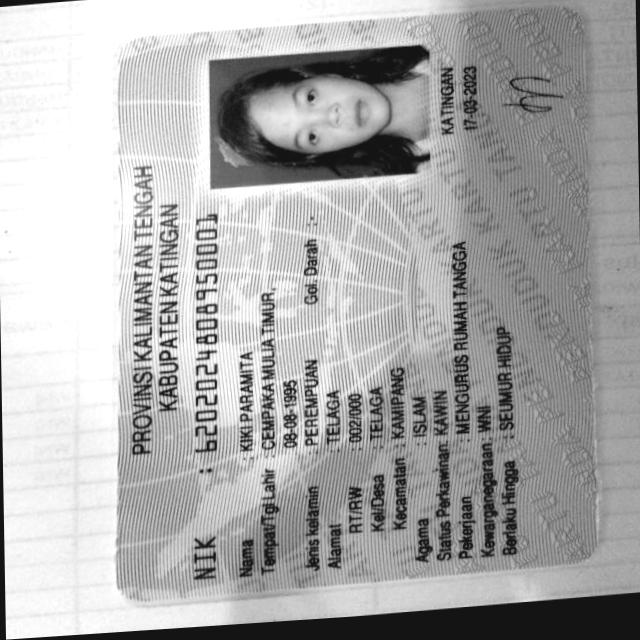 PROVINSI KALIMANTAN TENGAH
KABUPATEN KATINGAN
NIK : 6202024808950001
Nama : KIKI PARAMITA
Tempat/Tgl Lahir : CEMPAKA MULIA TIMUR,
08-08-1995
Jenis kelamin : PEREMPUAN Gol. Darah : -
Alamat : TELAGA
RT/RW : 002/000
Kel/Desa : TELAGA
Kecamatan : KAMIPANG
Agama : ISLAM
Status Perkawinan: KAWIN
Pekerjaan : MENGURUS RUMAH TANGGA
Kewarganegaraan: WNI
Berlaku Hingga : SEUMUR HIDUP
KATINGAN
17-03-2023